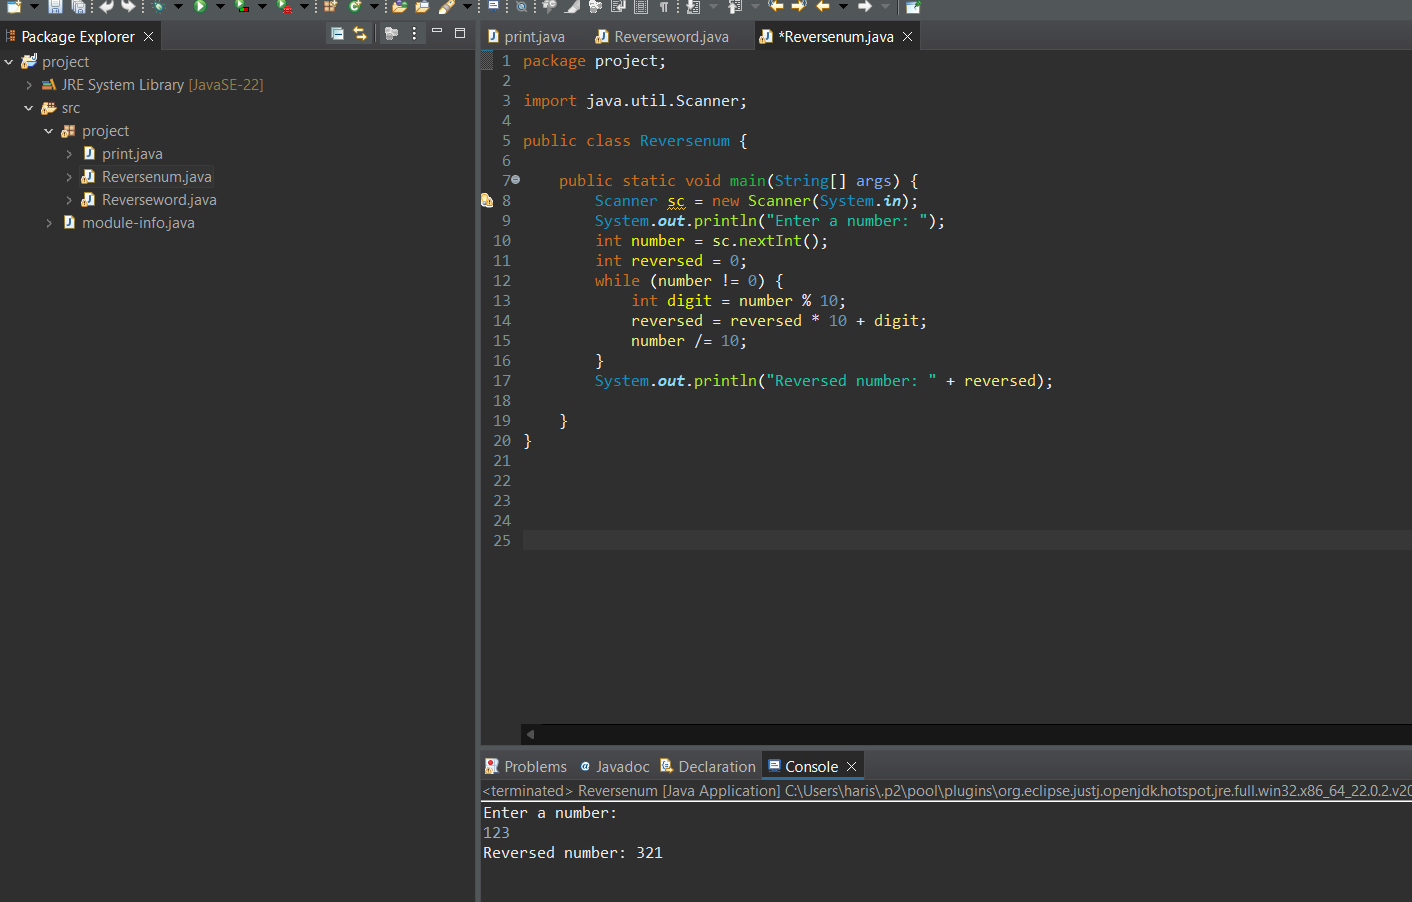 Package Explorer
print.java
Reverseword.java
*Reversenum.java
project
JRE System Library [JavaSE-22]
src
project
print.java
Reversenum.java
Reverseword.java
module-info.java
1 package project;
2
3 import java.util.Scanner;
4
5 public class Reversenum {
6
7     public static void main(String[] args) {
8         Scanner sc = new Scanner(System.in);
9         System.out.println("Enter a number: ");
10         int number = sc.nextInt();
11         int reversed = 0;
12         while (number != 0) {
13             int digit = number % 10;
14             reversed = reversed * 10 + digit;
15             number /= 10;
16         }
17         System.out.println("Reversed number: " + reversed);
18
19     }
20 }
21
22
23
24
25
Problems @ Javadoc Declaration Console
<terminated> Reversenum [Java Application] C:\Users\haris\.p2\pool\plugins\org.eclipse.justj.openjdk.hotspot.jre.full.win32.x86_64_22.0.2.v20
Enter a number:
123
Reversed number: 321